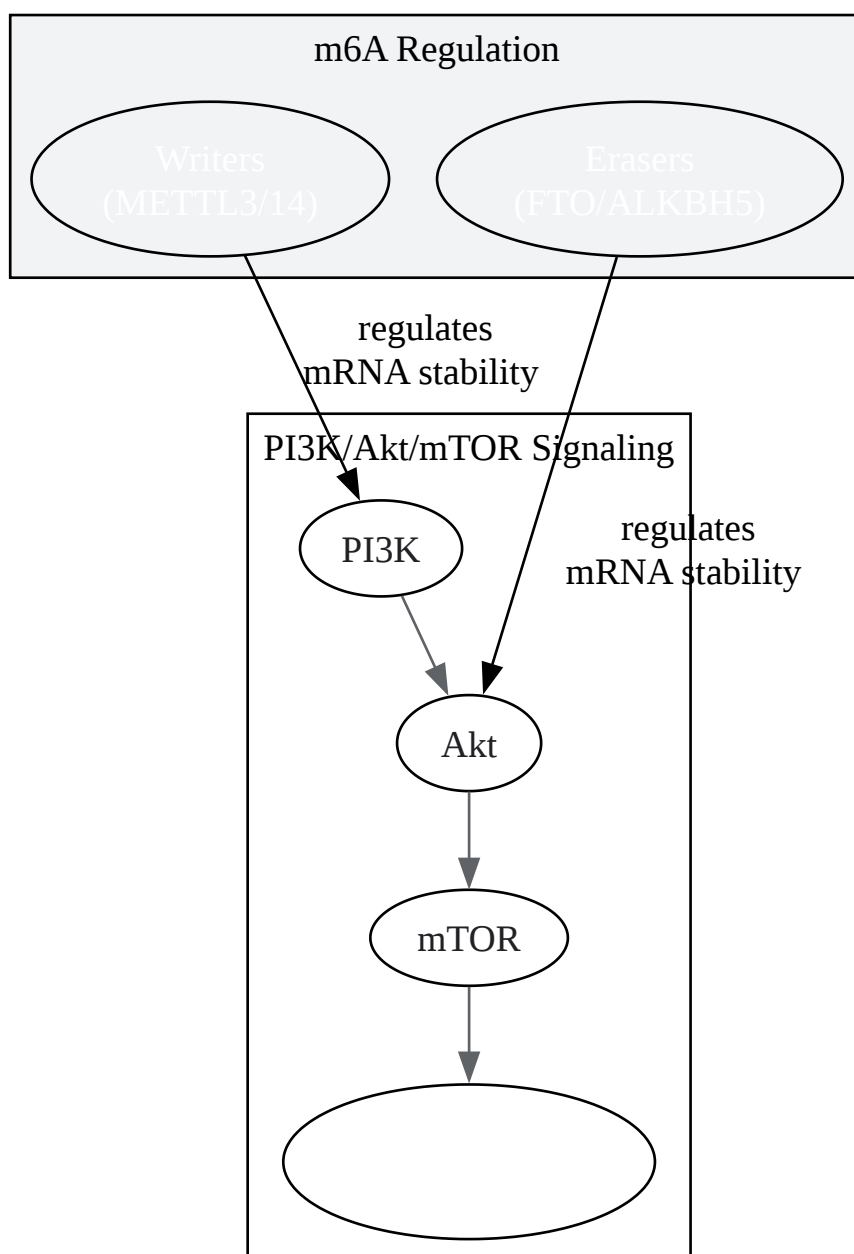 m6A Regulation
Writers
(METTL3/14)
Erasers
(FTO/ALKBH5)
regulates
mRNA stability
PI3K/Akt/mTOR Signaling
PI3K
regulates
mRNA stability
Akt
mTOR